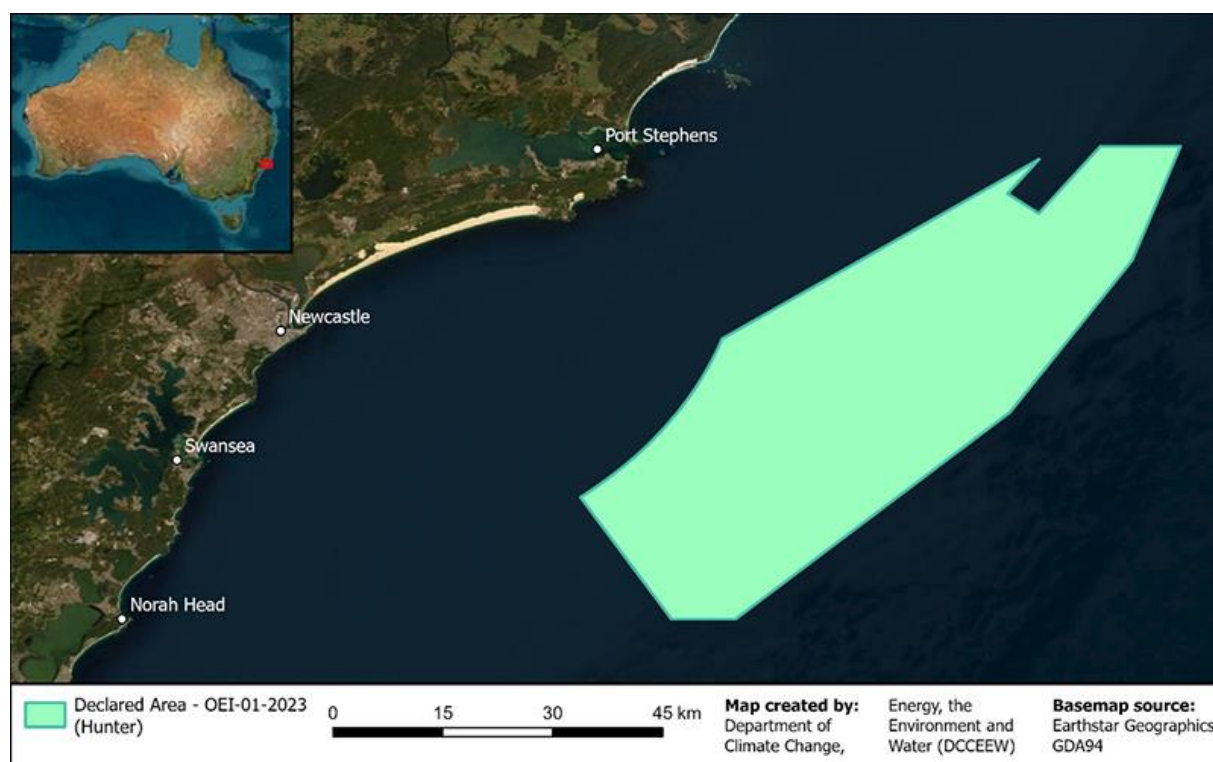 Port Stephens
Newcastle
Swansea
Norah Head
Declared Area - OEI-01-2023
(Hunter)
0 15 30 45 km
Map created by:
Department of
Climate Change,
Energy, the
Environment and
Water (DCCEEW)
Basemap source:
Earthstar Geographics
GDA94